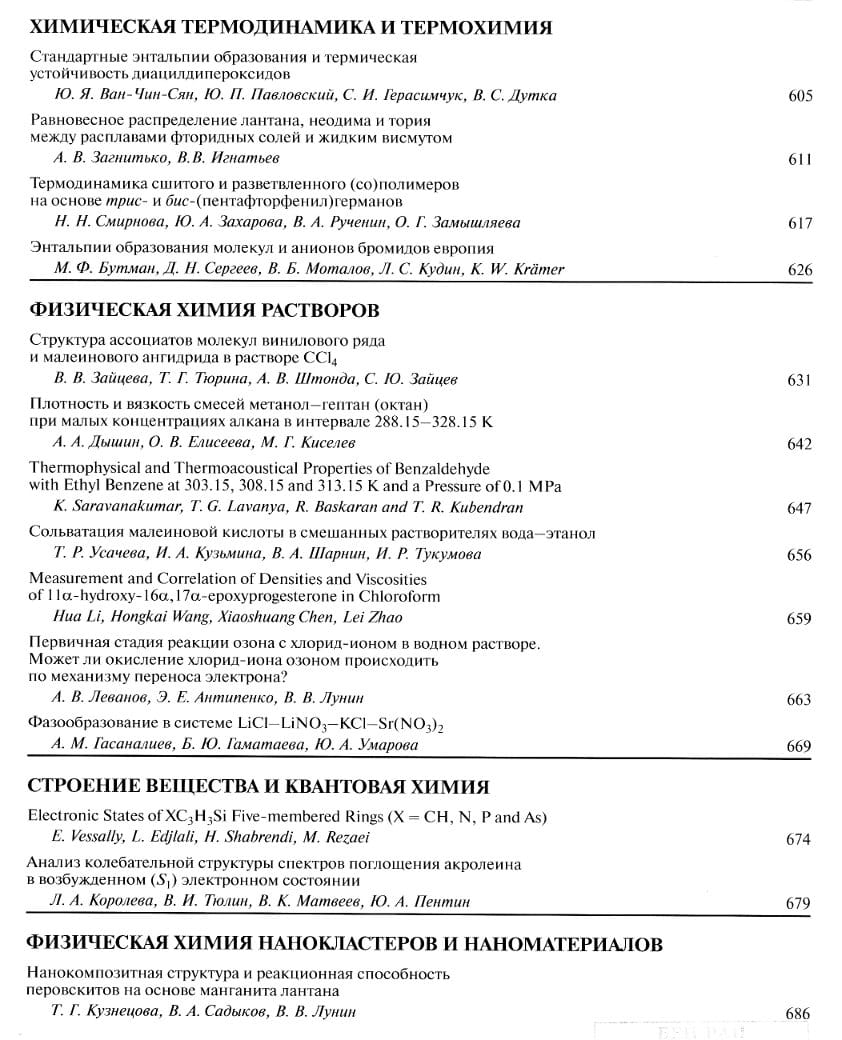 ХИМИЧЕСКАЯ ТЕРМОДИНАМИКА И ТЕРМОХИМИЯ
Стандартные энтальпии образования и термическая
устойчивость диацилдипероксидов
Ю. Я. Ван-Чин-Сян, Ю. П. Павловский, С. И. Герасимчук, В. С. Дутка 605
Равновесное распределение лантана, неодима и тория
между расплавами фторидных солей и жидким висмутом
А. В. Загнитько, В.В. Игнатьев 611
Термодинамика сшитого и разветвленного (со)полимеров
на основе трис- и бис-(пентафторфенил)германов
Н. Н. Смирнова, Ю. А. Захарова, В. А. Рученин, О. Г. Замышляева 617
Энтальпии образования молекул и анионов бромидов европия
М. Ф. Бутман, Д. Н. Сергеев, В. Б. Моталов, Л. С. Кудин, K. W. Krämer 626
ФИЗИЧЕСКАЯ ХИМИЯ РАСТВОРОВ
Структура ассоциатов молекул винилового ряда
и малеинового ангидрида в растворе CCl₄
В. В. Зайцева, Т. Г. Тюрина, А. В. Штонда, С. Ю. Зайцев 631
Плотность и вязкость смесей метанол–гептан (октан)
при малых концентрациях алкана в интервале 288.15–328.15 К
А. А. Дышин, О. В. Елисеева, М. Г. Киселев 642
Thermophysical and Thermoacoustical Properties of Benzaldehyde
with Ethyl Benzene at 303.15, 308.15 and 313.15 K and a Pressure of 0.1 MPa
K. Saravanakumar, T. G. Lavanya, R. Baskaran and T. R. Kubendran 647
Сольватация малеиновой кислоты в смешанных растворителях вода–этанол
Т. Р. Усачева, И. А. Кузьмина, В. А. Шарнин, И. Р. Тукумова 656
Measurement and Correlation of Densities and Viscosities
of 11α-hydroxy-16α,17α-epoxyprogesterone in Chloroform
Hua Li, Hongkai Wang, Xiaoshuang Chen, Lei Zhao 659
Первичная стадия реакции озона с хлорид-ионом в водном растворе.
Может ли окисление хлорид-иона озоном происходить
по механизму переноса электрона?
А. В. Леванов, Э. Е. Антипенко, В. В. Лунин 663
Фазообразование в системе LiCl–LiNO₃–KCl–Sr(NO₃)₂
А. М. Гасаналиев, Б. Ю. Гаматаева, Ю. А. Умарова 669
СТРОЕНИЕ ВЕЩЕСТВА И КВАНТОВАЯ ХИМИЯ
Electronic States of XC₃H₃Si Five-membered Rings (X = CH, N, P and As)
E. Vessally, L. Edjlali, H. Shabrendi, M. Rezaei 674
Анализ колебательной структуры спектров поглощения акролеина
в возбужденном (S₁) электронном состоянии
Л. А. Королева, В. И. Тюлин, В. К. Матвеев, Ю. А. Пентин 679
ФИЗИЧЕСКАЯ ХИМИЯ НАНОКЛАСТЕРОВ И НАНОМАТЕРИАЛОВ
Нанокомпозитная структура и реакционная способность
перовскитов на основе манганита лантана
Т. Г. Кузнецова, В. А. Садыков, В. В. Лунин 686